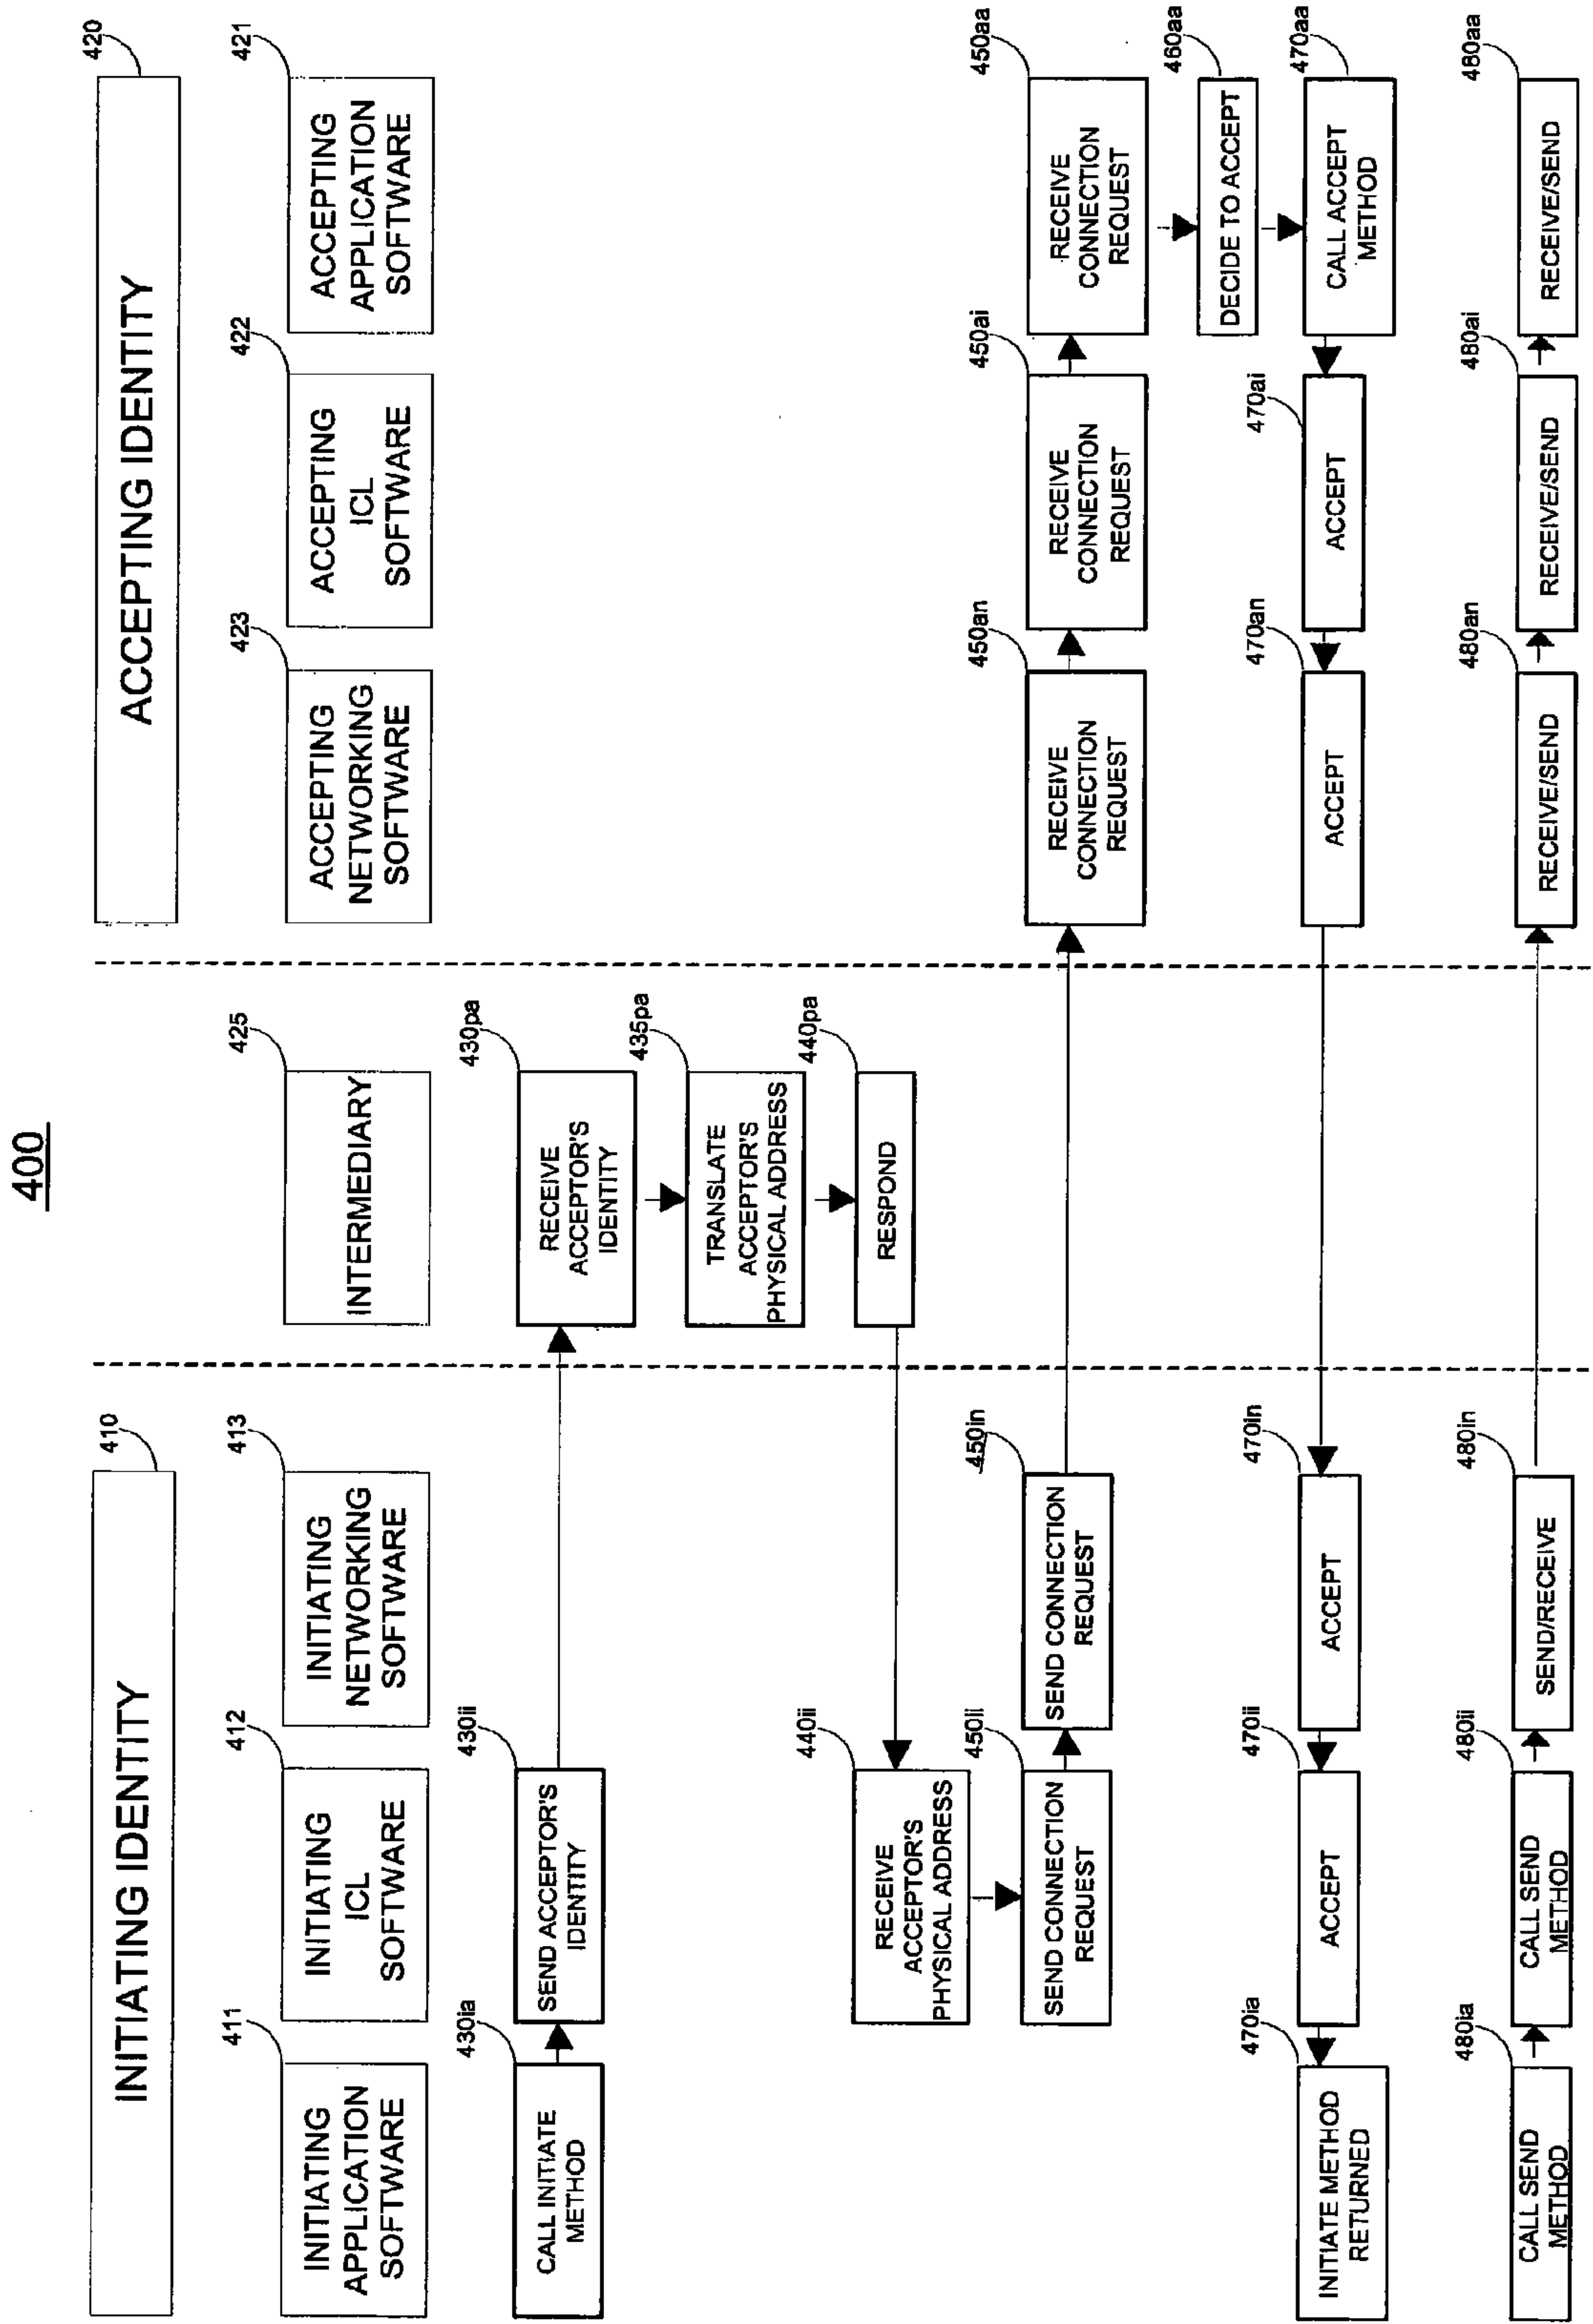 400
410
INITIATING IDENTITY
420
ACCEPTING IDENTITY
411
INITIATING
APPLICATION
SOFTWARE
412
INITIATING
ICL
SOFTWARE
413
INITIATING
NETWORKING
SOFTWARE
425
INTERMEDIARY
423
ACCEPTING
NETWORKING
SOFTWARE
422
ACCEPTING
ICL
SOFTWARE
421
ACCEPTING
APPLICATION
SOFTWARE
430ia
CALL INITIATE
METHOD
430ii
SEND ACCEPTOR'S
IDENTITY
430pa
RECEIVE
ACCEPTOR'S
IDENTITY
435pa
TRANSLATE
ACCEPTOR'S
PHYSICAL ADDRESS
440pa
RESPOND
440ii
RECEIVE
ACCEPTOR'S
PHYSICAL ADDRESS
450ii
SEND CONNECTION
REQUEST
450in
SEND CONNECTION
REQUEST
450an
RECEIVE
CONNECTION
REQUEST
450ai
RECEIVE
CONNECTION
REQUEST
450aa
RECEIVE
CONNECTION
REQUEST
460aa
DECIDE TO ACCEPT
470aa
CALL ACCEPT
METHOD
470ai
ACCEPT
470an
ACCEPT
470in
ACCEPT
470ii
ACCEPT
470ia
INITIATE METHOD
RETURNED
480ia
CALL SEND
METHOD
480ii
CALL SEND
METHOD
480in
SEND/RECEIVE
480an
RECEIVE/SEND
480ai
RECEIVE/SEND
480aa
RECEIVE/SEND